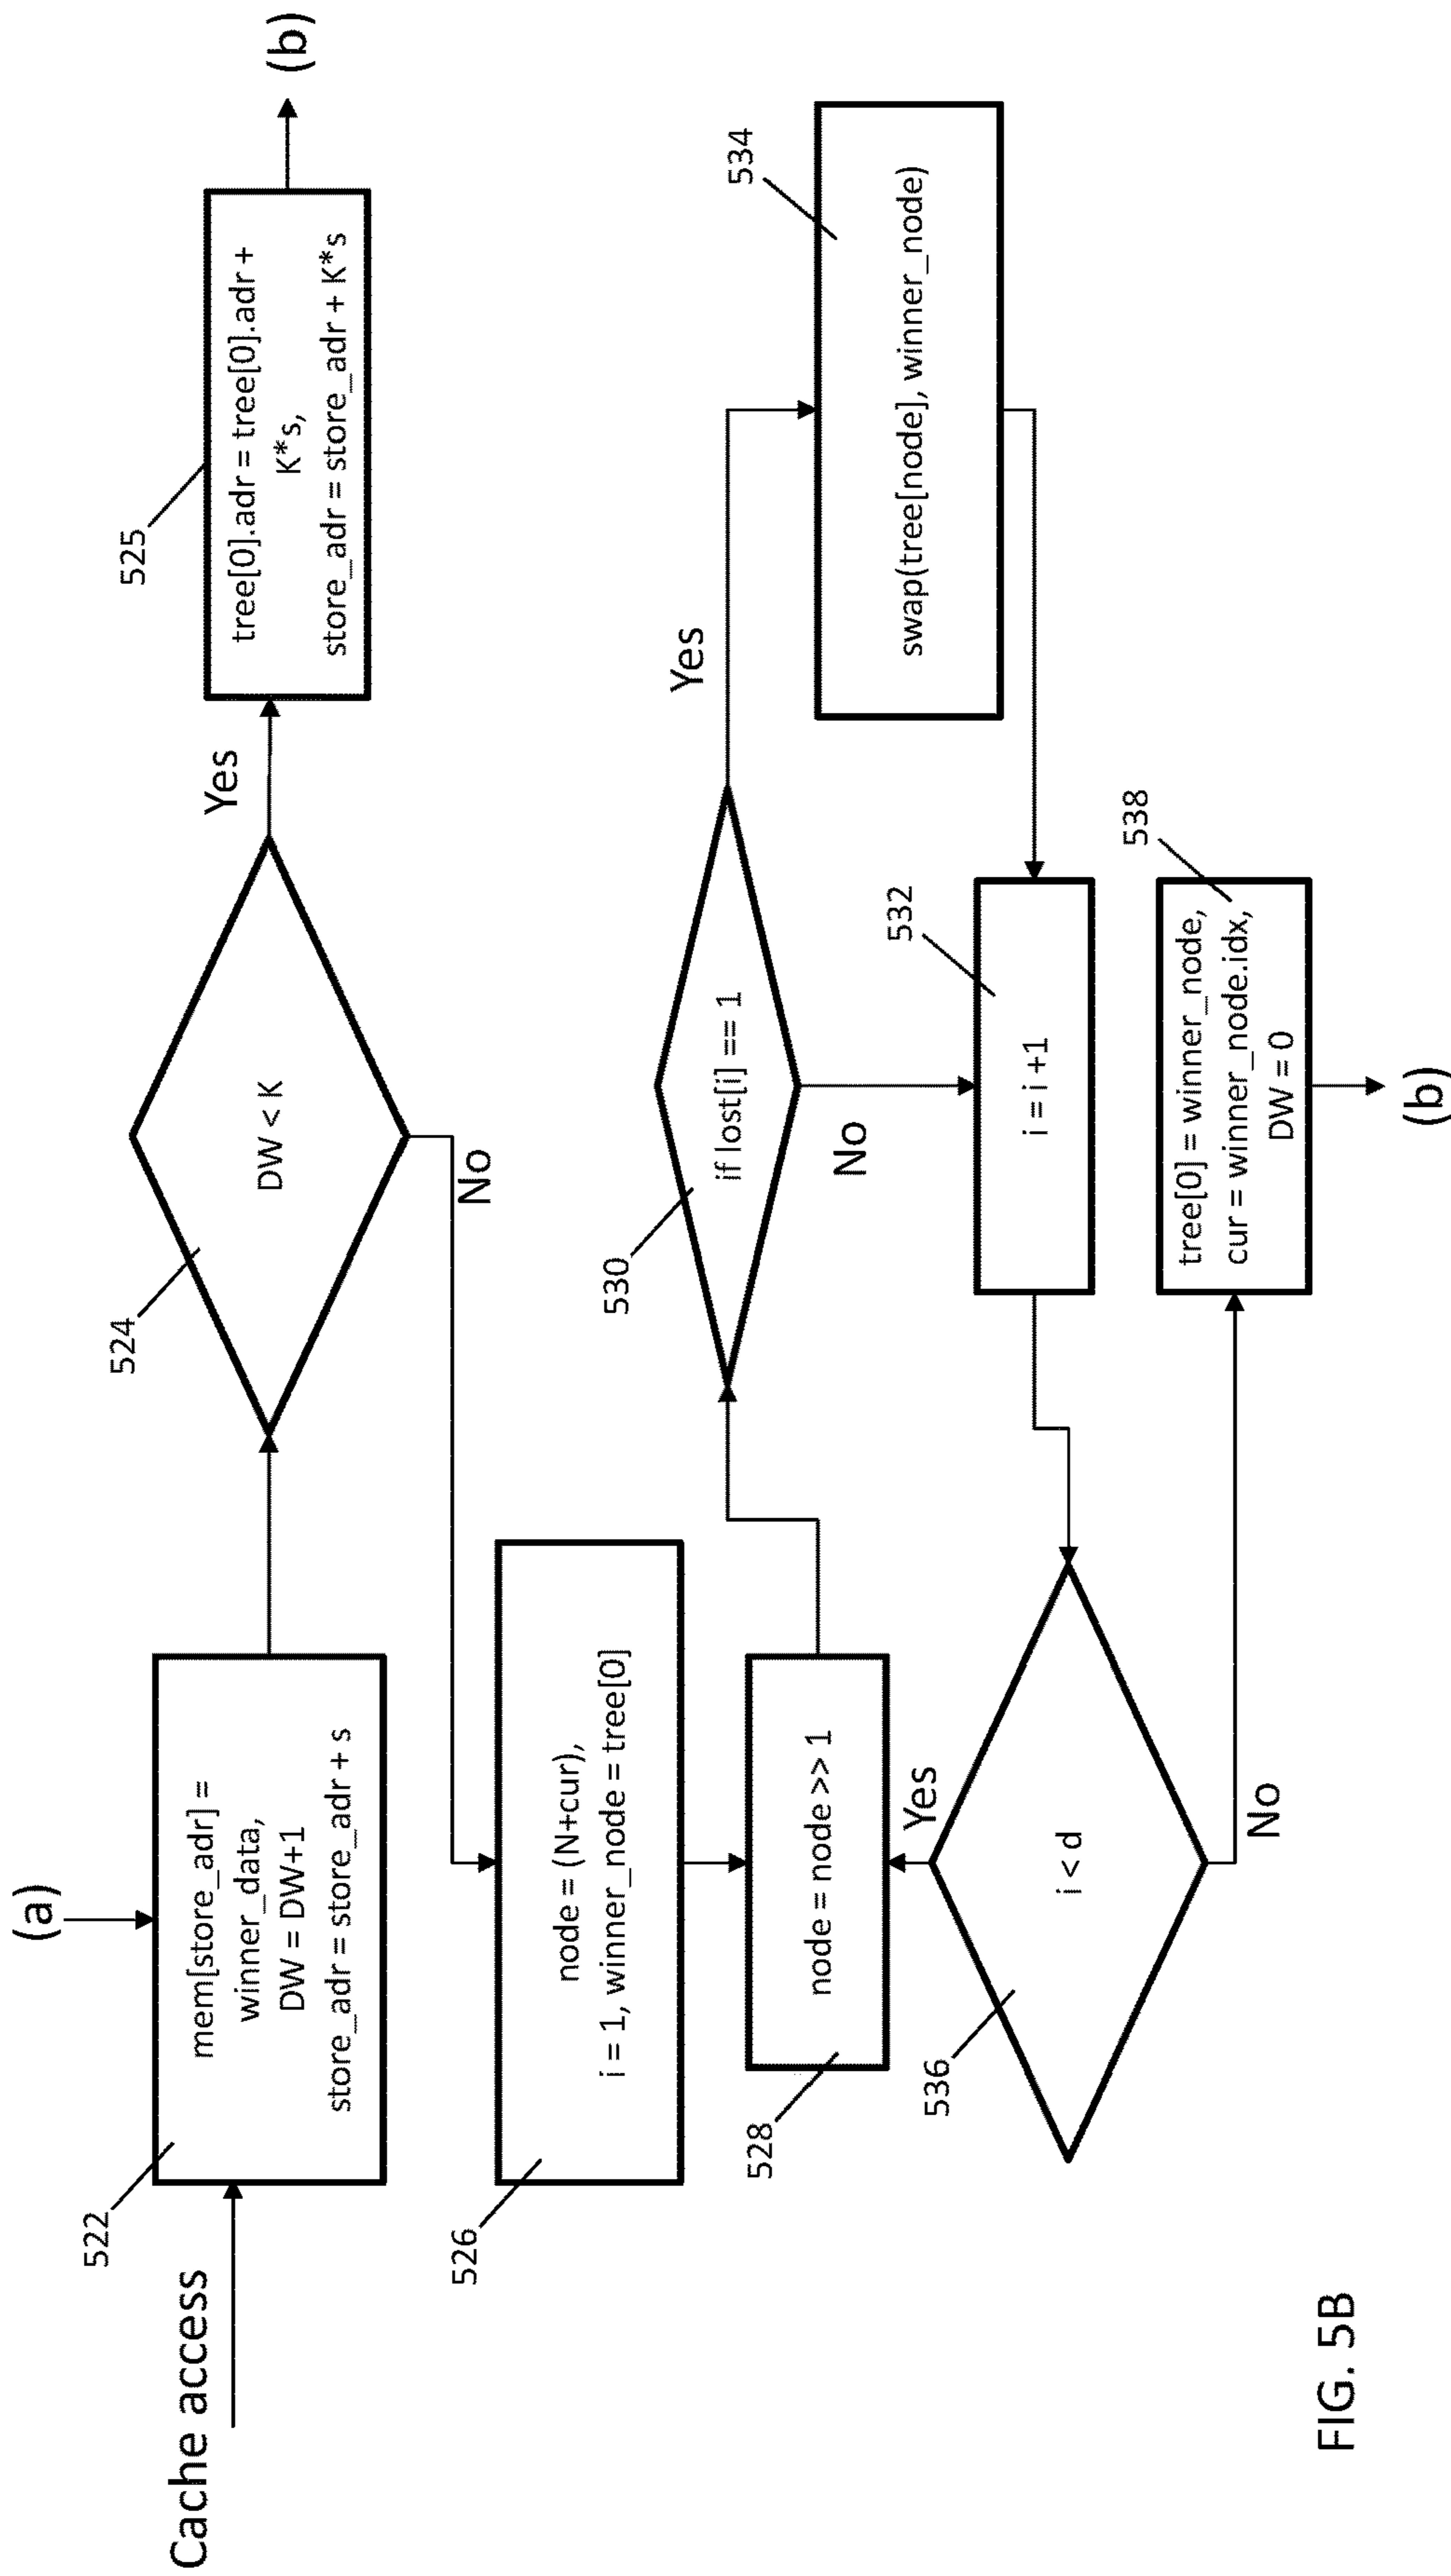 (a)
Cache access
522
mem[store_adr] =
winner_data,
DW = DW+1
store_adr = store_adr + s
524
DW < K
Yes
No
525
tree[0].adr = tree[0].adr +
K*s,
store_adr = store_adr + K*s
(b)
526
node = (N+cur),
i = 1, winner_node = tree[0]
528
node = node >> 1
530
if lost[i] == 1
Yes
No
534
swap(tree[node], winner_node)
532
i = i +1
536
i < d
Yes
No
538
tree[0] = winner_node,
cur = winner_node.idx,
DW = 0
(b)
FIG. 5B